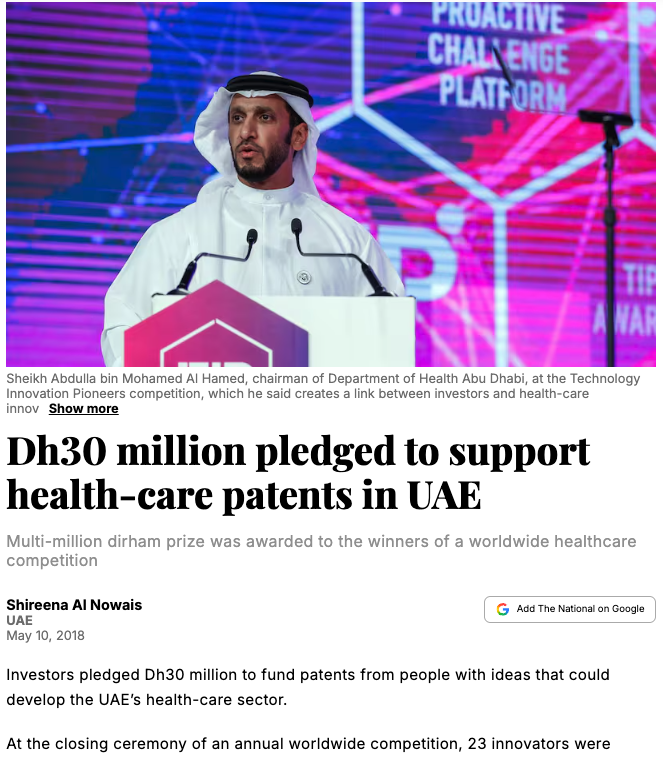 PROACTIVE
CHALLENGE
PLATFORM
TIP
AWAR
Sheikh Abdulla bin Mohamed Al Hamed, chairman of Department of Health Abu Dhabi, at the Technology
Innovation Pioneers competition, which he said creates a link between investors and health-care
innov Show more
Dh30 million pledged to support
health-care patents in UAE
Multi-million dirham prize was awarded to the winners of a worldwide healthcare
competition
Shireena Al Nowais
UAE
May 10, 2018
Add The National on Google
Investors pledged Dh30 million to fund patents from people with ideas that could
develop the UAE’s health-care sector.
At the closing ceremony of an annual worldwide competition, 23 innovators were